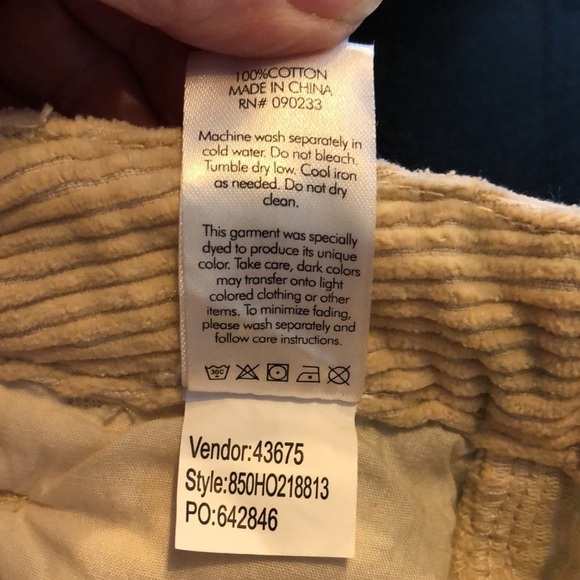 100%COTTON
MADE IN CHINA
RN# 090233
Machine wash separately in
cold water. Do not bleach.
Tumble dry low. Cool iron
as needed. Do not dry
clean.
This garment was specially
dyed to produce its unique
color. Take care, dark colors
may transfer onto light
colored clothing or other
items. To minimize fading,
please wash separately and
follow care instructions.
30C
Vendor:43675
Style:850HO218813
PO:642846